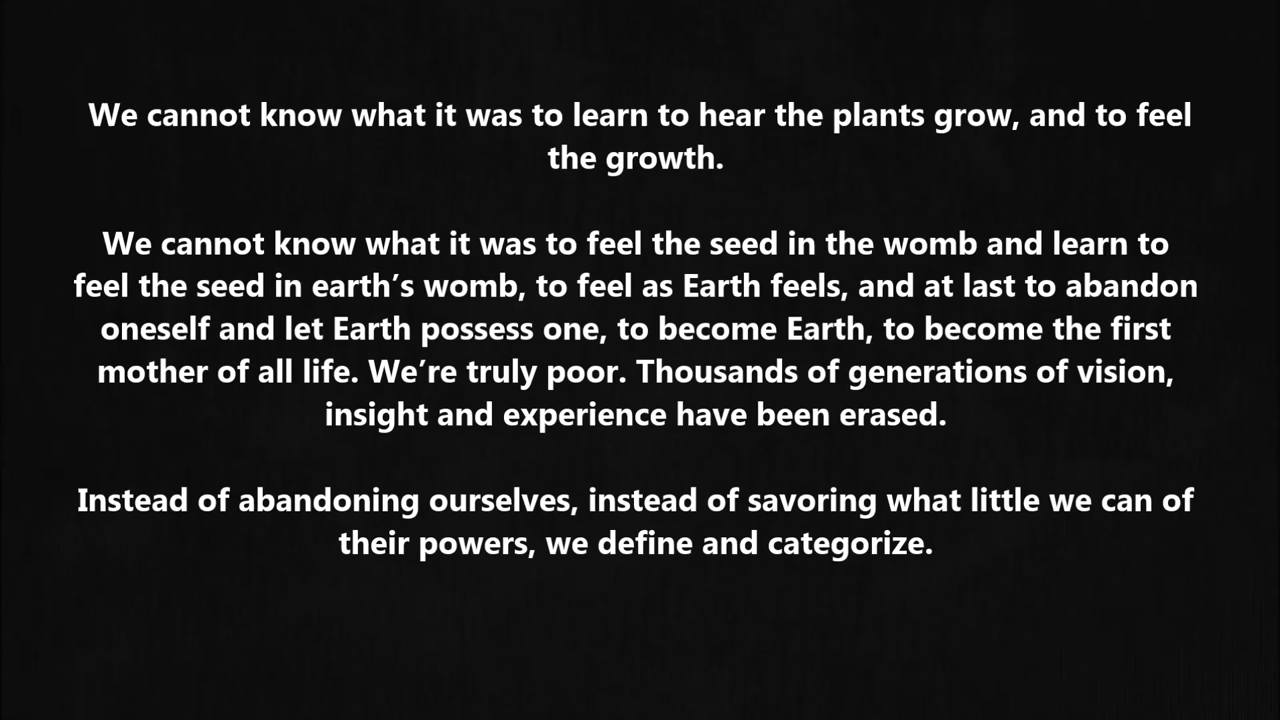 We cannot know what it was to learn to hear the plants grow, and to feel
the growth.
We cannot know what it was to feel the seed in the womb and learn to
feel the seed in earth’s womb, to feel as Earth feels, and at last to abandon
oneself and let Earth possess one, to become Earth, to become the first
mother of all life. We’re truly poor. Thousands of generations of vision,
insight and experience have been erased.
Instead of abandoning ourselves, instead of savoring what little we can of
their powers, we define and categorize.